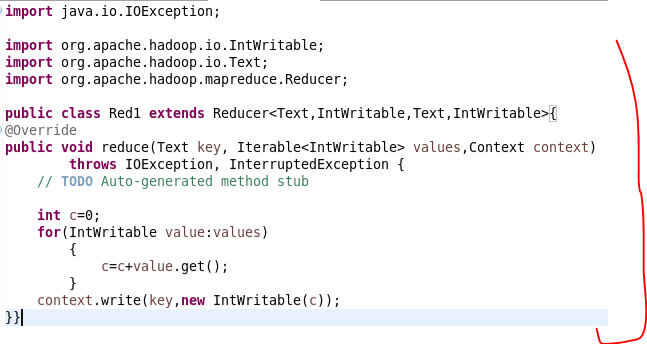 import java.io.IOException;
import org.apache.hadoop.io.IntWritable;
import org.apache.hadoop.io.Text;
import org.apache.hadoop.mapreduce.Reducer;
public class Red1 extends Reducer<Text,IntWritable,Text,IntWritable>{
@Override
public void reduce(Text key, Iterable<IntWritable> values,Context context)
        throws IOException, InterruptedException {
    // TODO Auto-generated method stub
    int c=0;
    for(IntWritable value:values)
        {
            c=c+value.get();
        }
    context.write(key,new IntWritable(c));
}}